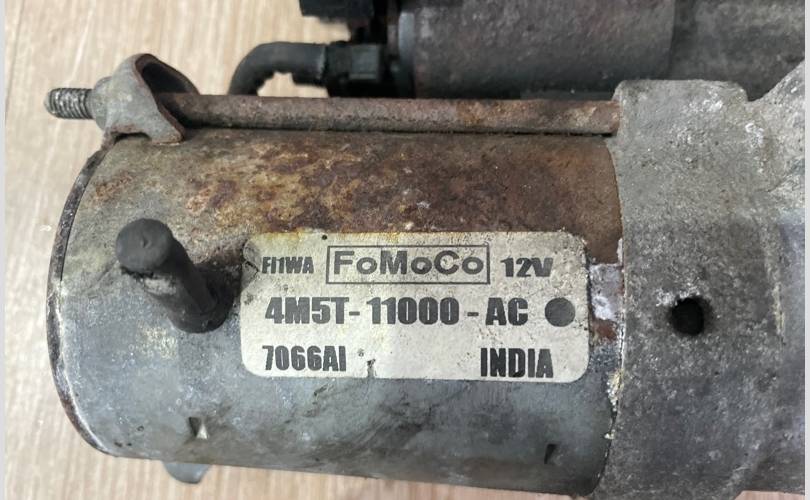 FI1WA FoMoCo 12V
4M5T-11000-AC
7066AI INDIA